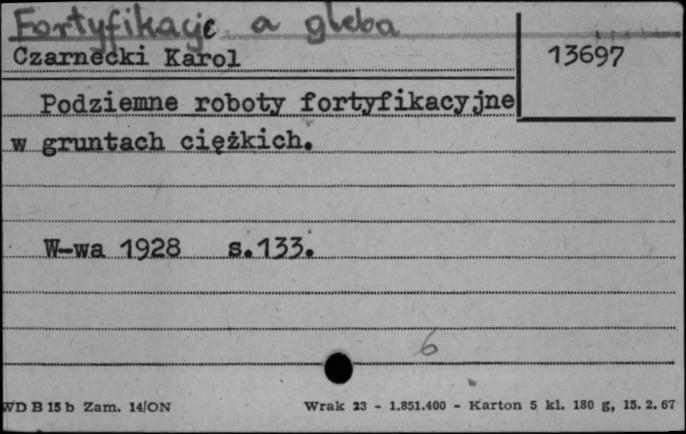 Fortyfikacje a gleba
Czarnecki Karol
13697
Podziemne roboty fortyfikacyjne
w gruntach ciężkich.
W-wa 1928 s.133.
6
WD B 15 b Zam. 14/ON
Wrak 23 - 1.851.400 - Karton 5 kl. 180 g, 15. 2. 67